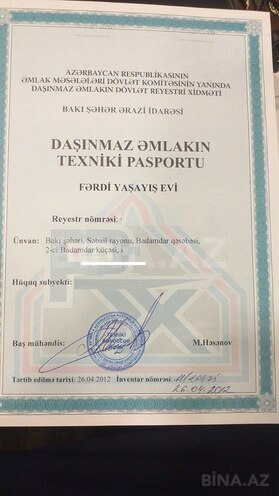 AZƏRBAYCAN RESPUBLİKASININ
ƏMLAK MƏSƏLƏLƏRİ DÖVLƏT KOMİTƏSİNİN YANINDA
DAŞINMAZ ƏMLAKIN DÖVLƏT REYESTRİ XİDMƏTİ
BAKI ŞƏHƏR ƏRAZİ İDARƏSİ
DAŞINMAZ ƏMLAKIN
TEXNİKİ PASPORTU
FƏRDİ YAŞAYIŞ EVİ
Reyestr nömrəsi:
Ünvan: Bakı şəhəri, Səbail rayonu, Badamdar qəsəbəsi,
2-ci Badamdar küçəsi,
Hüquq subyekti:
Baş mühəndis: M.Həsənov
Tərtib edilmə tarixi: 26.04.2012 İnventar nömrəsi:
26.04.2012
BİNA.AZ